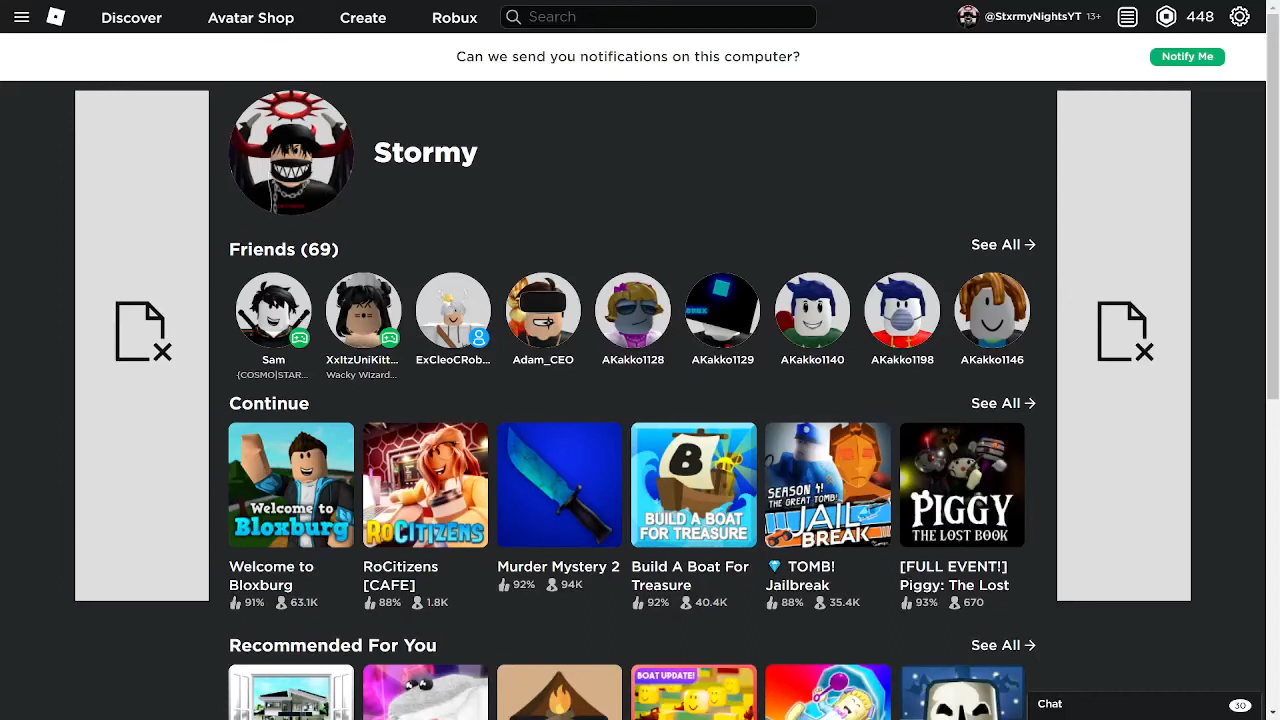 Discover Avatar Shop Create Robux Search @StxrmyNightsYT 13+ 448
Can we send you notifications on this computer? Notify Me
Stormy
Friends (69) See All →
Sam XxItzUniKitt... ExCleoCRob... Adam_CEO AKakko1128 AKakko1129 AKakko1140 AKakko1198 AKakko1146
{COSMO|STAR... Wacky Wizard...
Continue See All →
Welcome to
Bloxburg
RoCitizens
B
BUILD A BOAT
FOR TREASURE
SEASON 4!
THE GREAT TOMB!
JAIL
BREAK
PIGGY
THE LOST BOOK
Welcome to
Bloxburg
91% 63.1K
RoCitizens
[CAFE]
88% 1.8K
Murder Mystery 2
92% 94K
Build A Boat For
Treasure
92% 40.4K
💎 TOMB!
Jailbreak
88% 35.4K
[FULL EVENT!]
Piggy: The Lost
93% 670
Recommended For You See All →
BOAT UPDATE!
Chat 30